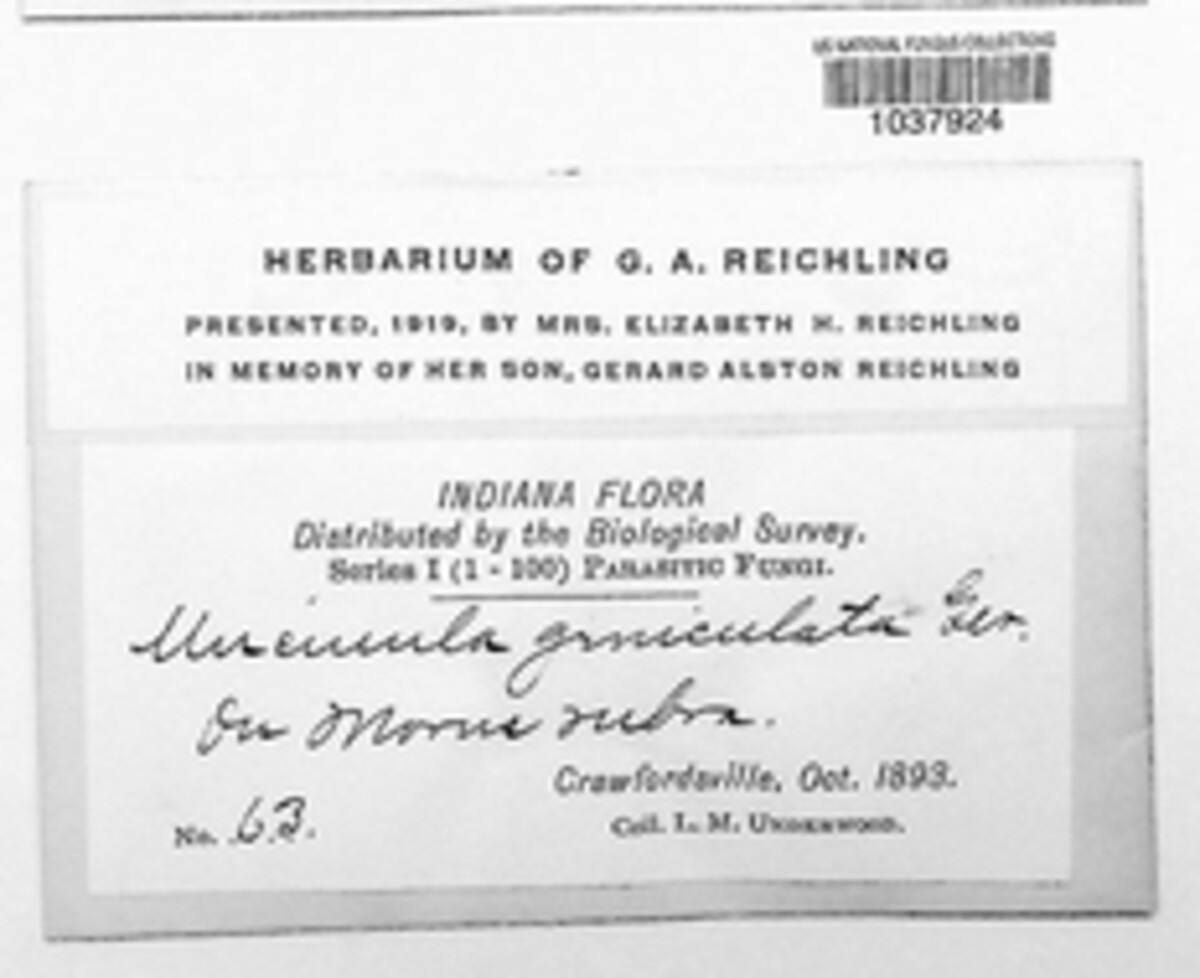 US NATIONAL FUNGUS COLLECTIONS
1037924
HERBARIUM OF G. A. REICHLING
PRESENTED, 1919, BY MRS. ELIZABETH H. REICHLING
IN MEMORY OF HER SON, GERARD ALSTON REICHLING
INDIANA FLORA
Distributed by the Biological Survey.
Series I (1 - 100) PARASITIC FUNGI.
Uncinula geniculata Ger.
On Morus rubra.
Crawfordsville, Oct. 1893.
No. 63.
Coll. L. M. UNDERWOOD.